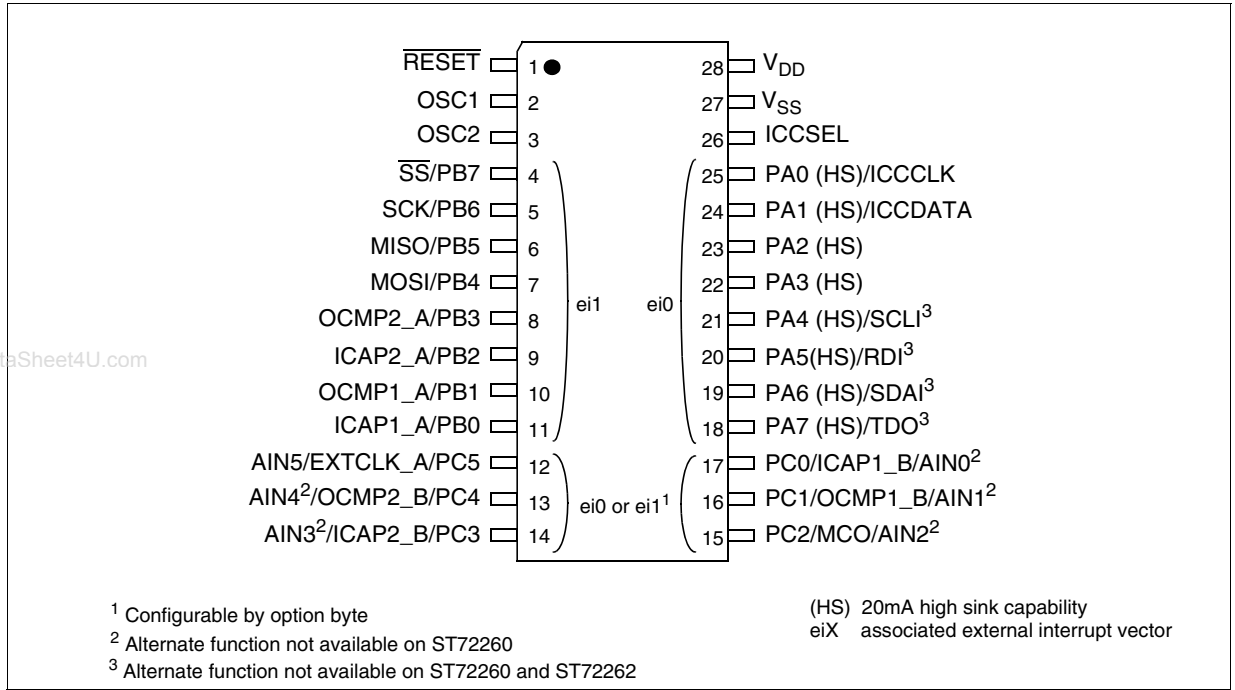 RESET 1 28 VDD
OSC1 2 27 VSS
OSC2 3 26 ICCSEL
SS/PB7 4 25 PA0 (HS)/ICCCLK
SCK/PB6 5 24 PA1 (HS)/ICCDATA
MISO/PB5 6 23 PA2 (HS)
MOSI/PB4 7 22 PA3 (HS)
ei1 ei0
OCMP2_A/PB3 8 21 PA4 (HS)/SCLI3
taSheet4U.com
ICAP2_A/PB2 9 20 PA5(HS)/RDI3
OCMP1_A/PB1 10 19 PA6 (HS)/SDAI3
ICAP1_A/PB0 11 18 PA7 (HS)/TDO3
AIN5/EXTCLK_A/PC5 12 17 PC0/ICAP1_B/AIN02
AIN42/OCMP2_B/PC4 13 ei0 or ei11 16 PC1/OCMP1_B/AIN12
AIN32/ICAP2_B/PC3 14 15 PC2/MCO/AIN22
1 Configurable by option byte
2 Alternate function not available on ST72260
3 Alternate function not available on ST72260 and ST72262
(HS) 20mA high sink capability
eiX associated external interrupt vector